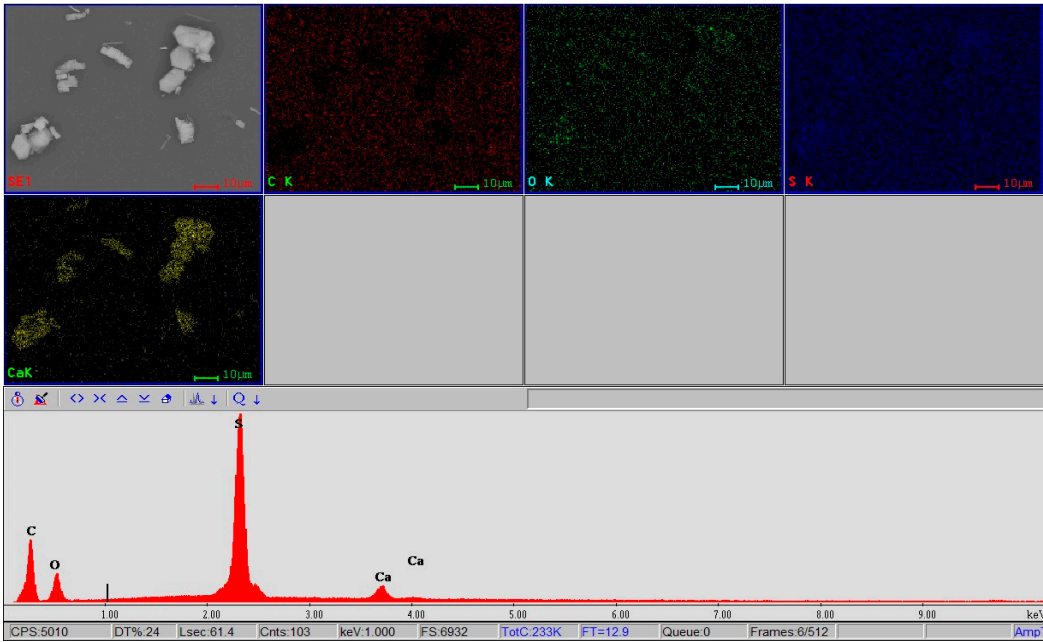 SE1 10µm
C K 10µm
O K 10µm
S K 10µm
CaK 10µm
Q
S
C
O
Ca
Ca
1.00 2.00 3.00 4.00 5.00 6.00 7.00 8.00 9.00 keV
CPS:5010 DT%:24 Lsec:61.4 Cnts:103 keV:1.000 FS:6932 TotC:233K FT=12.9 Queue:0 Frames:6/512 Amp